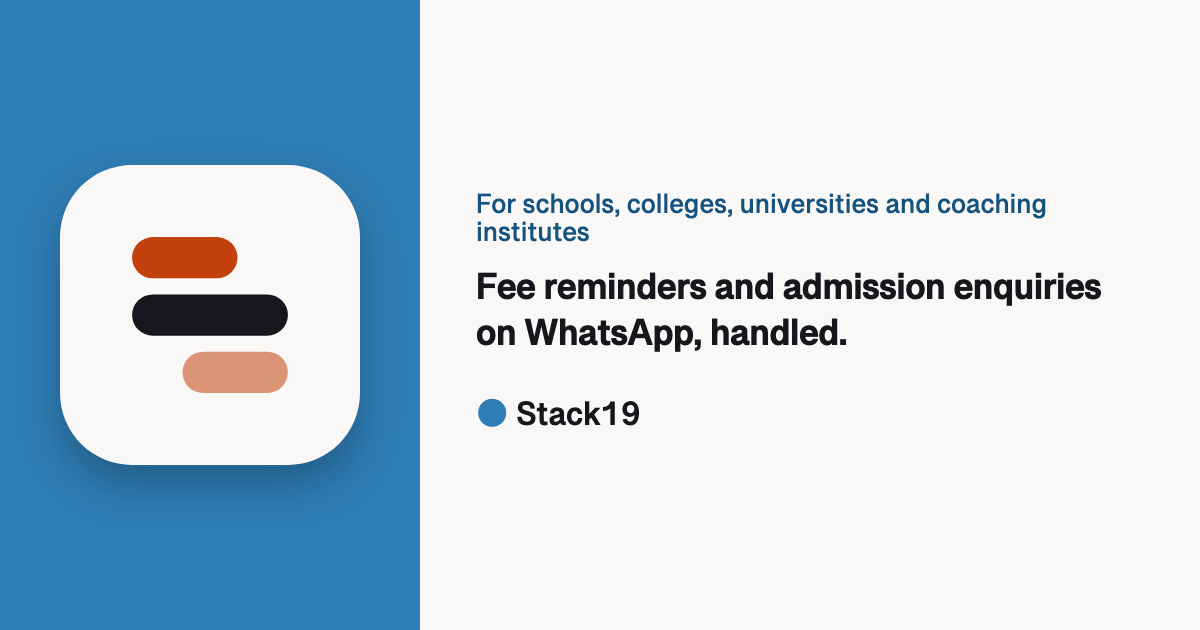 For schools, colleges, universities and coaching
institutes
Fee reminders and admission enquiries
on WhatsApp, handled.
Stack19